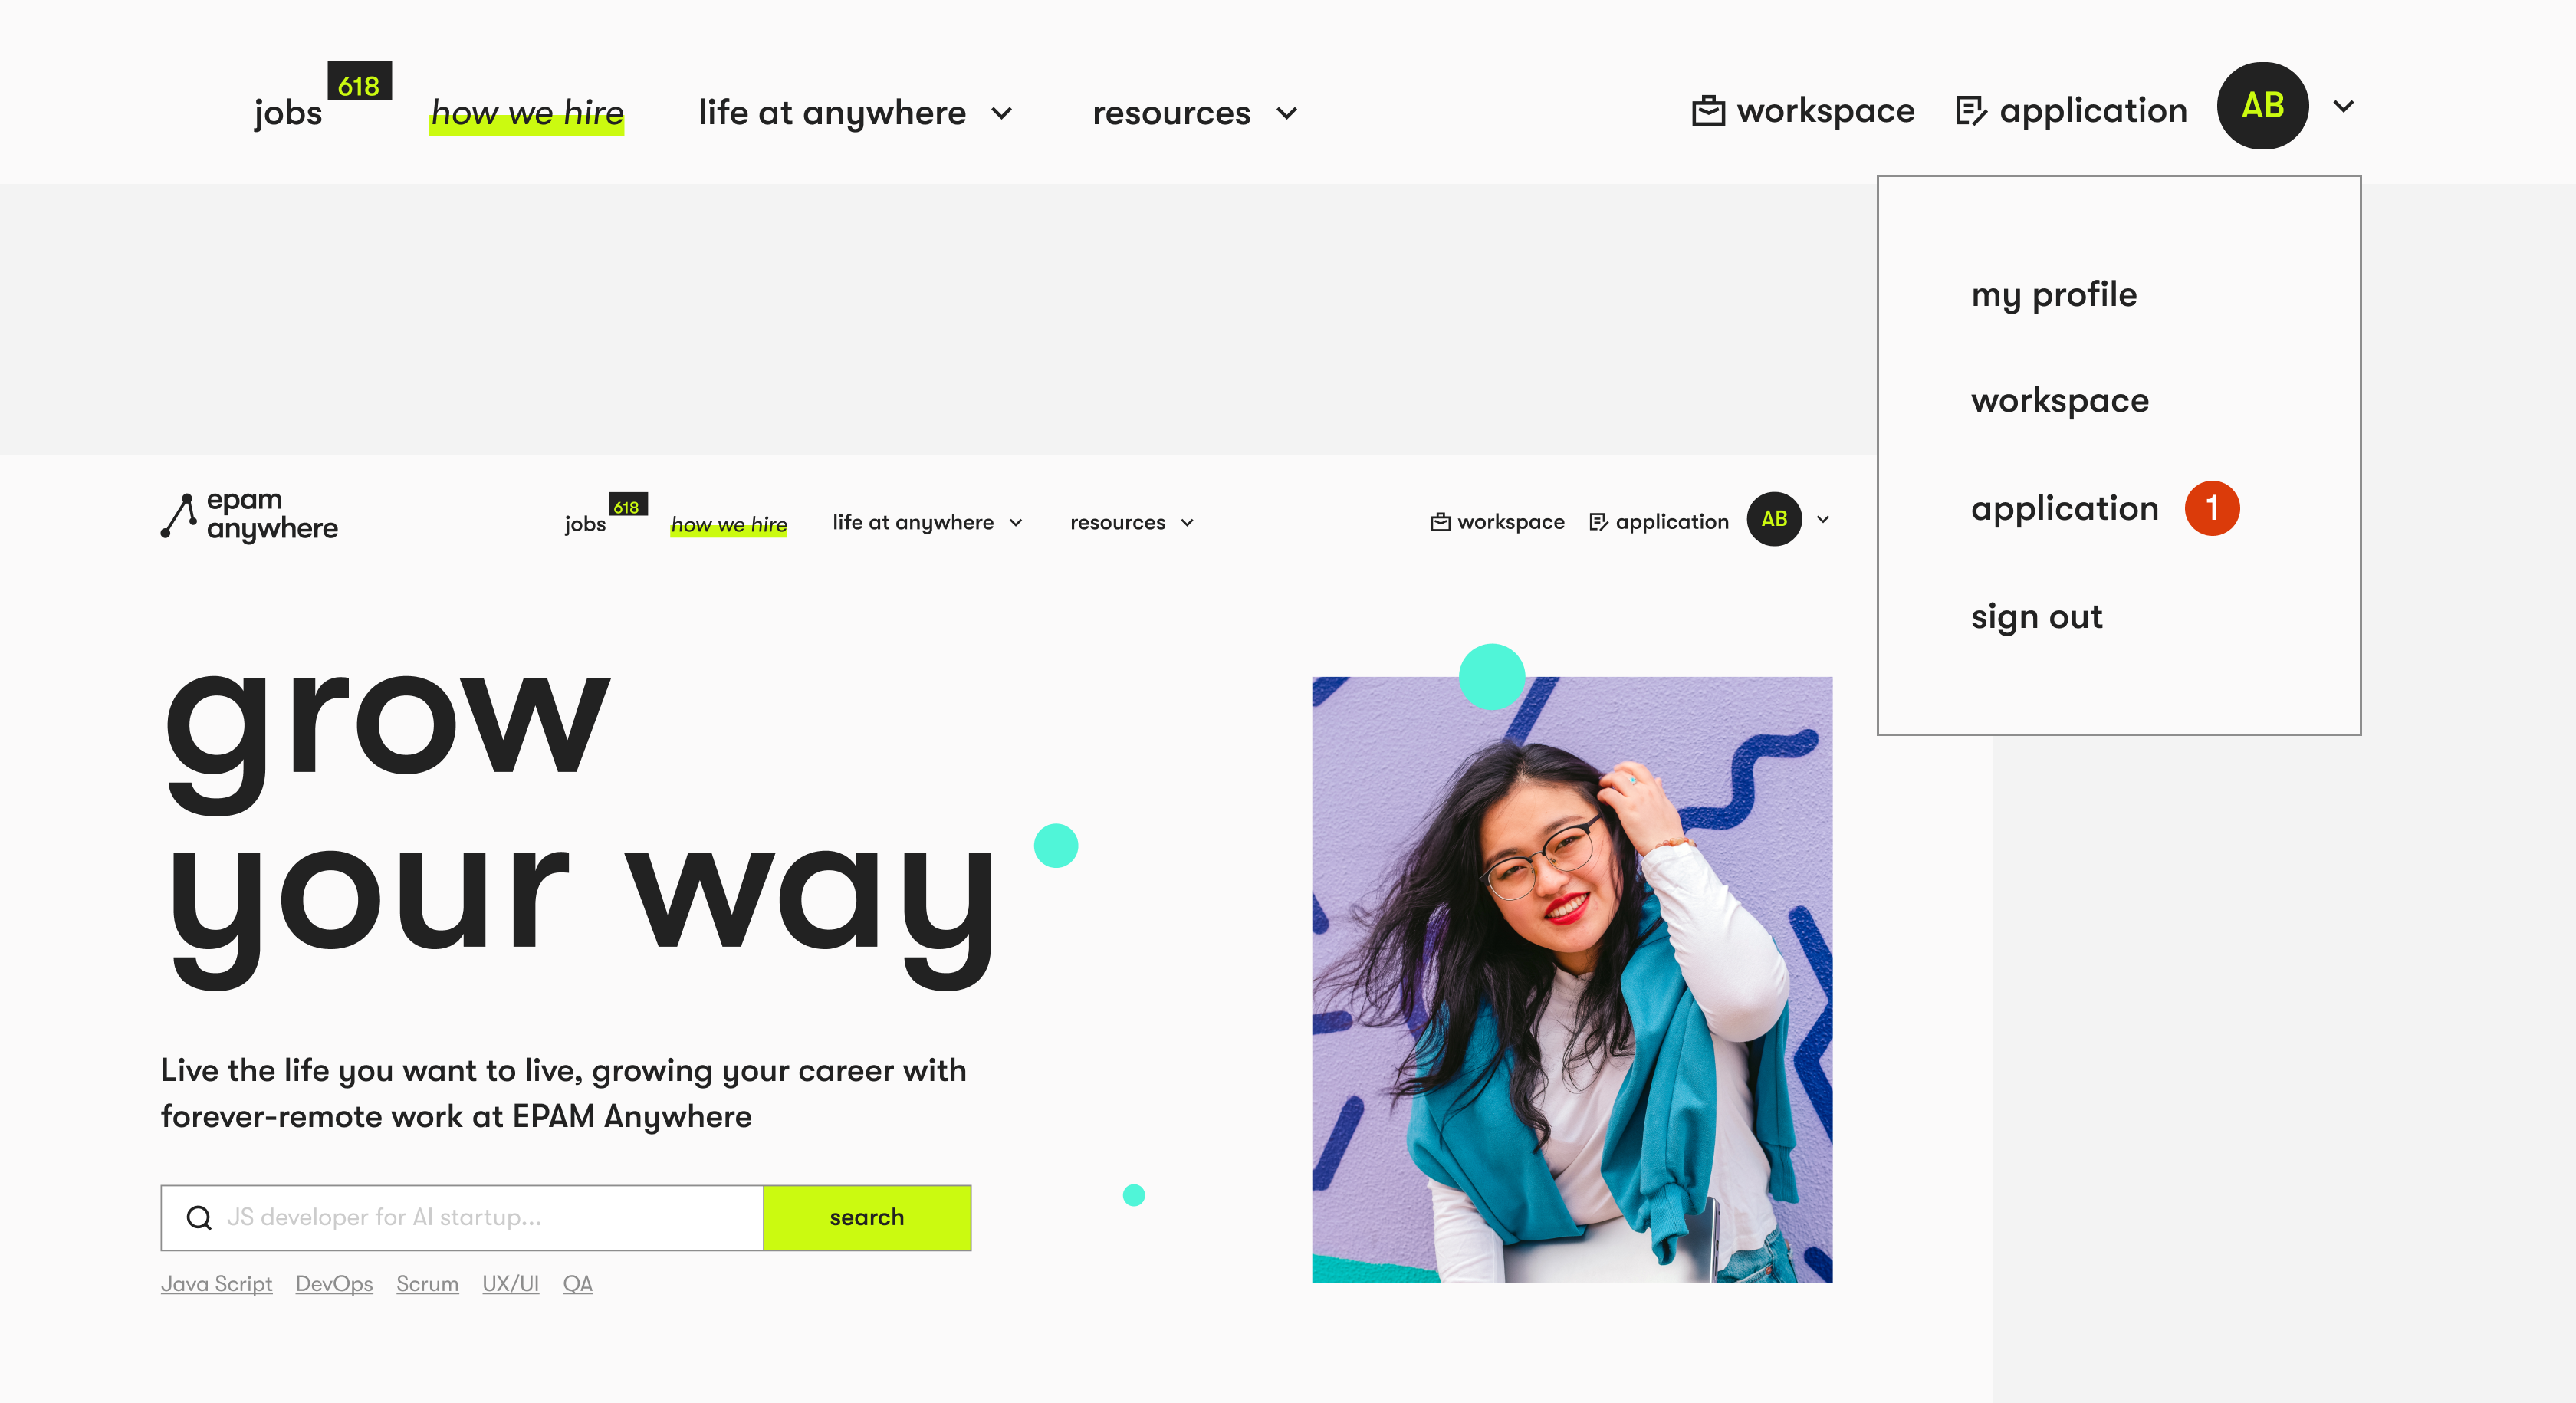 jobs 618 how we hire life at anywhere resources workspace application AB
my profile
workspace
application 1
sign out
epam
anywhere
jobs 618 how we hire life at anywhere resources workspace application AB
grow
your way
Live the life you want to live, growing your career with
forever-remote work at EPAM Anywhere
JS developer for AI startup... search
Java Script DevOps Scrum UX/UI QA